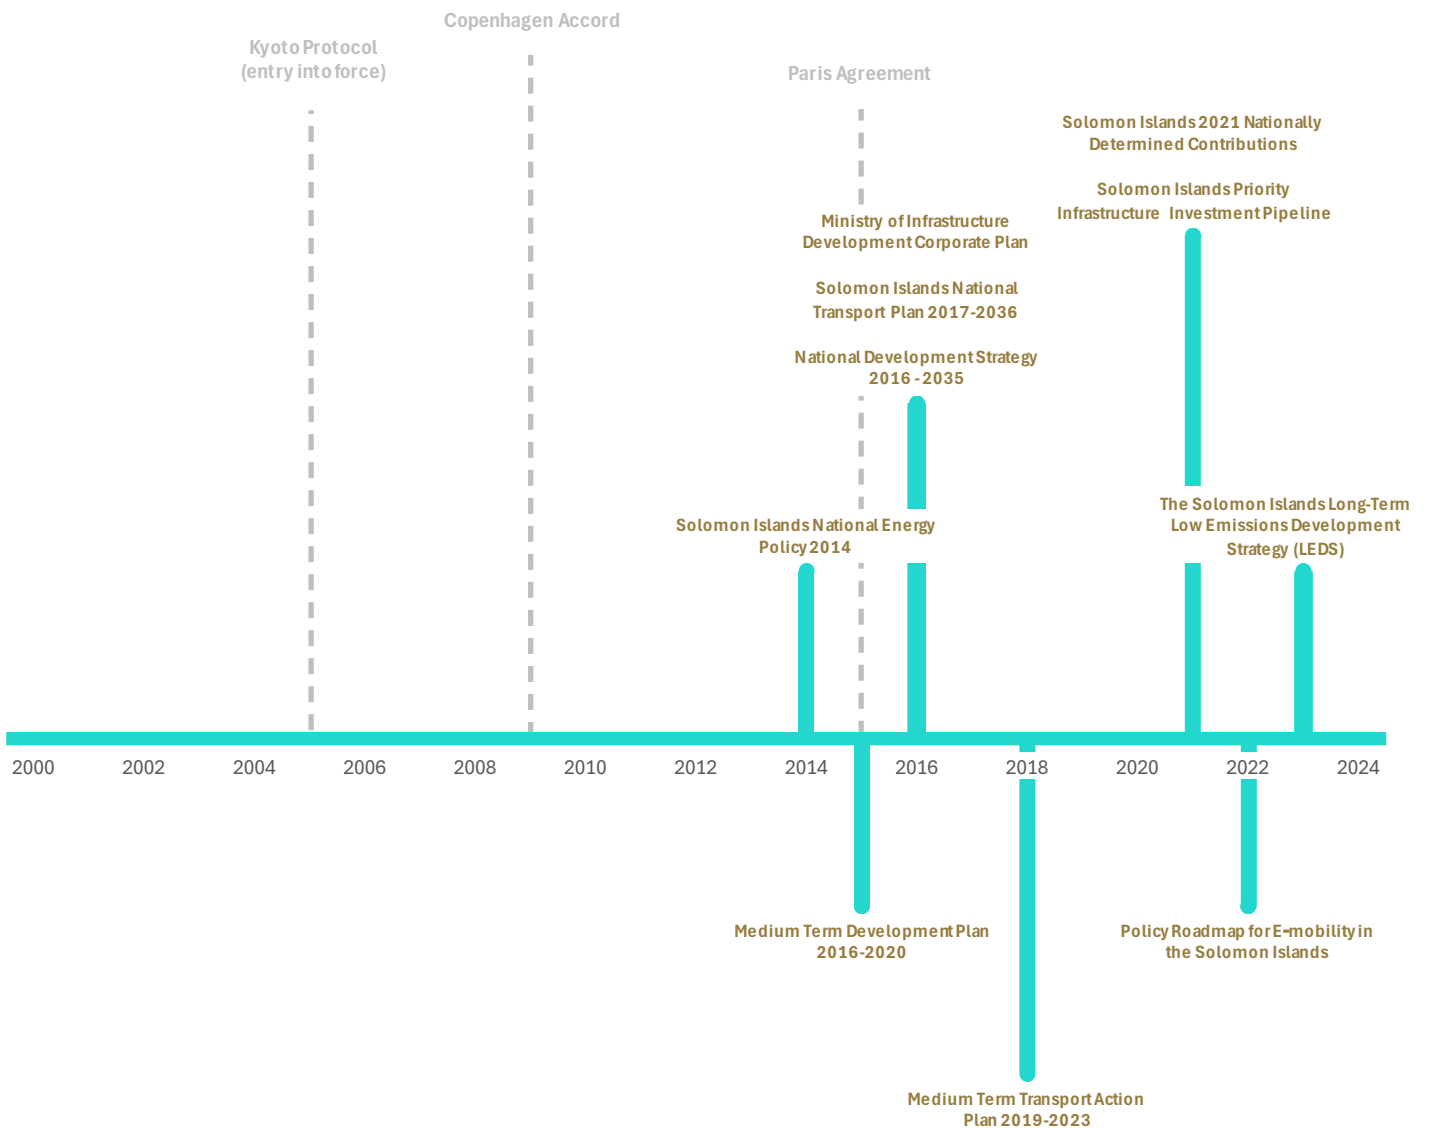 Copenhagen Accord
Kyoto Protocol
(entry into force)
Paris Agreement
Solomon Islands 2021 Nationally
Determined Contributions
Solomon Islands Priority
Infrastructure Investment Pipeline
Ministry of Infrastructure
Development Corporate Plan
Solomon Islands National
Transport Plan 2017-2036
National Development Strategy
2016 - 2035
Solomon Islands National Energy
Policy 2014
The Solomon Islands Long-Term
Low Emissions Development
Strategy (LEDS)
2000 2002 2004 2006 2008 2010 2012 2014 2016 2018 2020 2022 2024
Medium Term Development Plan
2016-2020
Policy Roadmap for E-mobility in
the Solomon Islands
Medium Term Transport Action
Plan 2019-2023